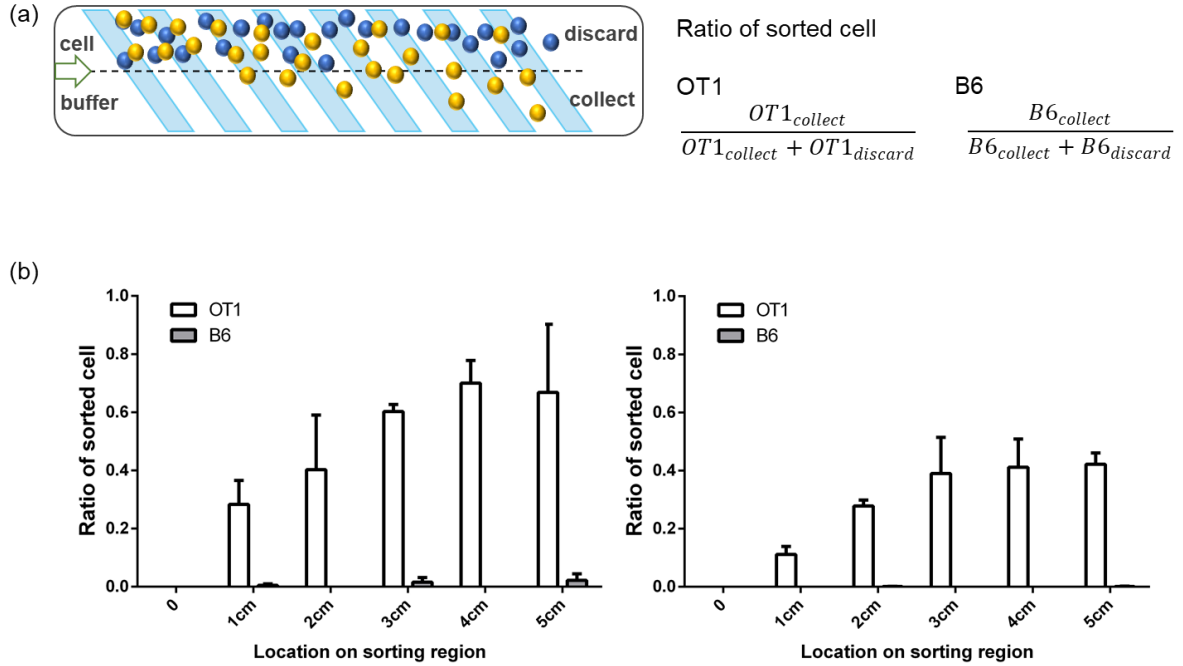 (a)
cell
buffer
discard
collect
Ratio of sorted cell
OT1
OT1collect
OT1collect + OT1discard
B6
B6collect
B6collect + B6discard
(b)
Ratio of sorted cell
1.0
0.8
0.6
0.4
0.2
0.0
OT1
B6
0
1cm
2cm
3cm
4cm
5cm
Location on sorting region
Ratio of sorted cell
1.0
0.8
0.6
0.4
0.2
0.0
OT1
B6
0
1cm
2cm
3cm
4cm
5cm
Location on sorting region